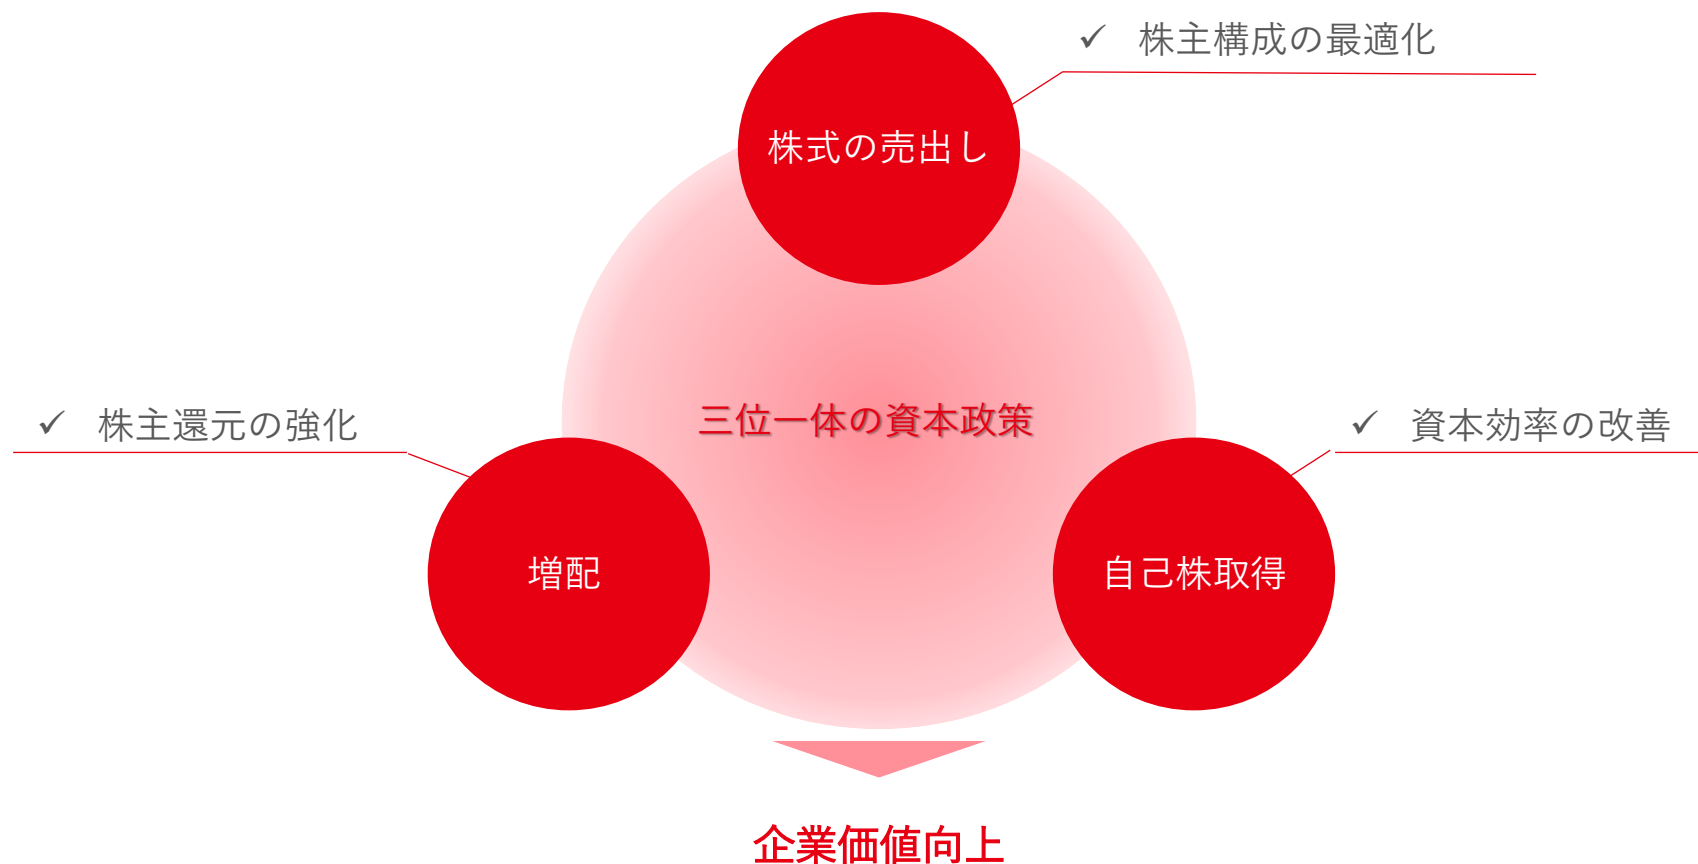 ✓ 株主構成の最適化
株式の売出し
三位一体の資本政策
✓ 株主還元の強化
✓ 資本効率の改善
増配
自己株取得
企業価値向上